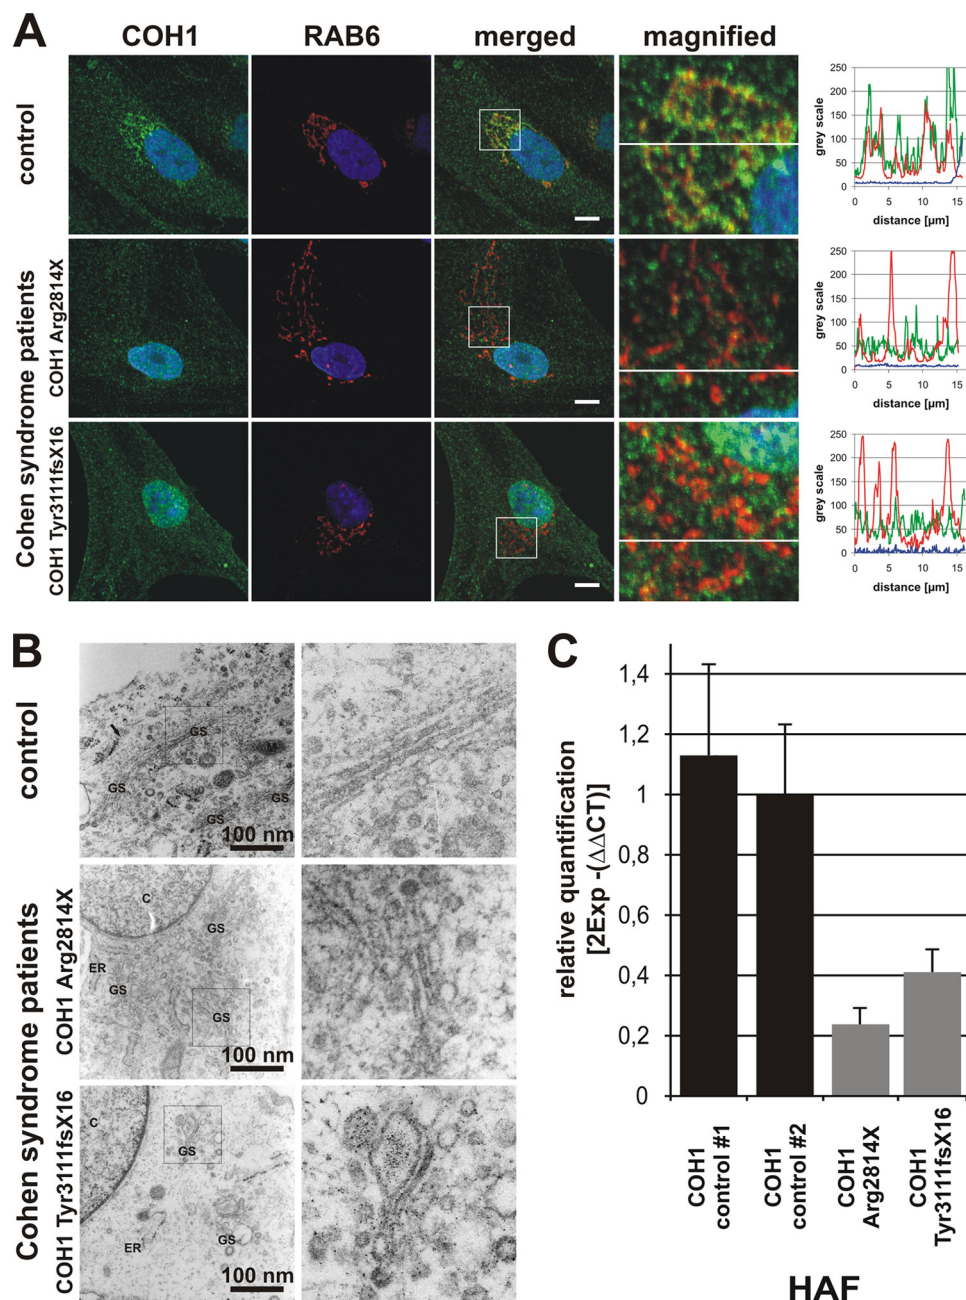 A
COH1 RAB6 merged magnified
control
Cohen syndrome patients
COH1 Arg2814X
COH1 Tyr3111fsX16
grey scale
250
200
150
100
50
0
0 5 10 15
distance [µm]
grey scale
250
200
150
100
50
0
0 5 10 15
distance [µm]
grey scale
250
200
150
100
50
0
0 5 10 15
distance [µm]
B
control
Cohen syndrome patients
COH1 Arg2814X
COH1 Tyr3111fsX16
GS
M
GS
GS
GS
100 nm
C
GS
ER
GS
GS
100 nm
C
GS
ER
GS
100 nm
C
relative quantification
[2Exp -(ΔΔCT)]
1,4
1,2
1
0,8
0,6
0,4
0,2
0
COH1
control #1
COH1
control #2
COH1
Arg2814X
COH1
Tyr3111fsX16
HAF